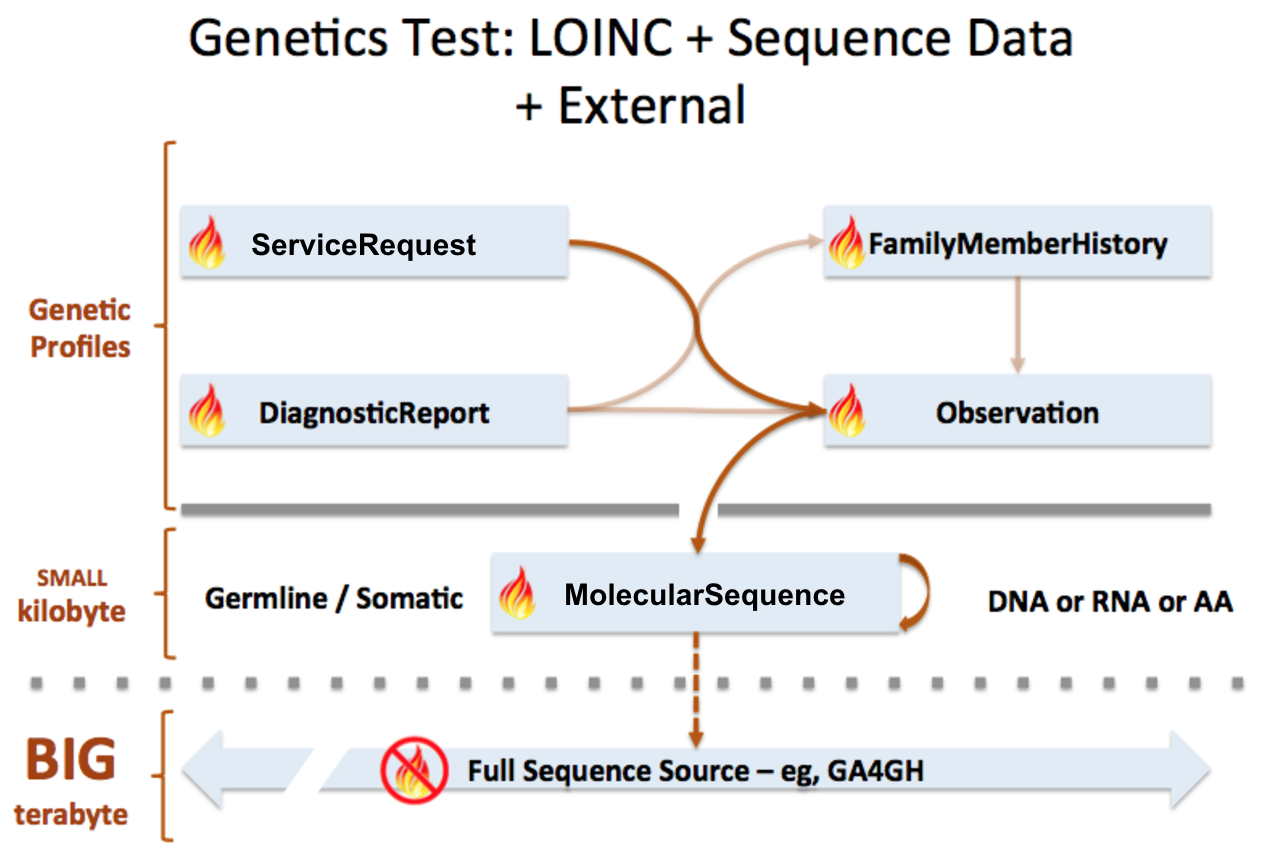 Genetics Test: LOINC + Sequence Data
+ External
Genetic
Profiles
ServiceRequest
FamilyMemberHistory
DiagnosticReport
Observation
SMALL
kilobyte
Germline / Somatic
MolecularSequence
DNA or RNA or AA
BIG
terabyte
Full Sequence Source – eg, GA4GH